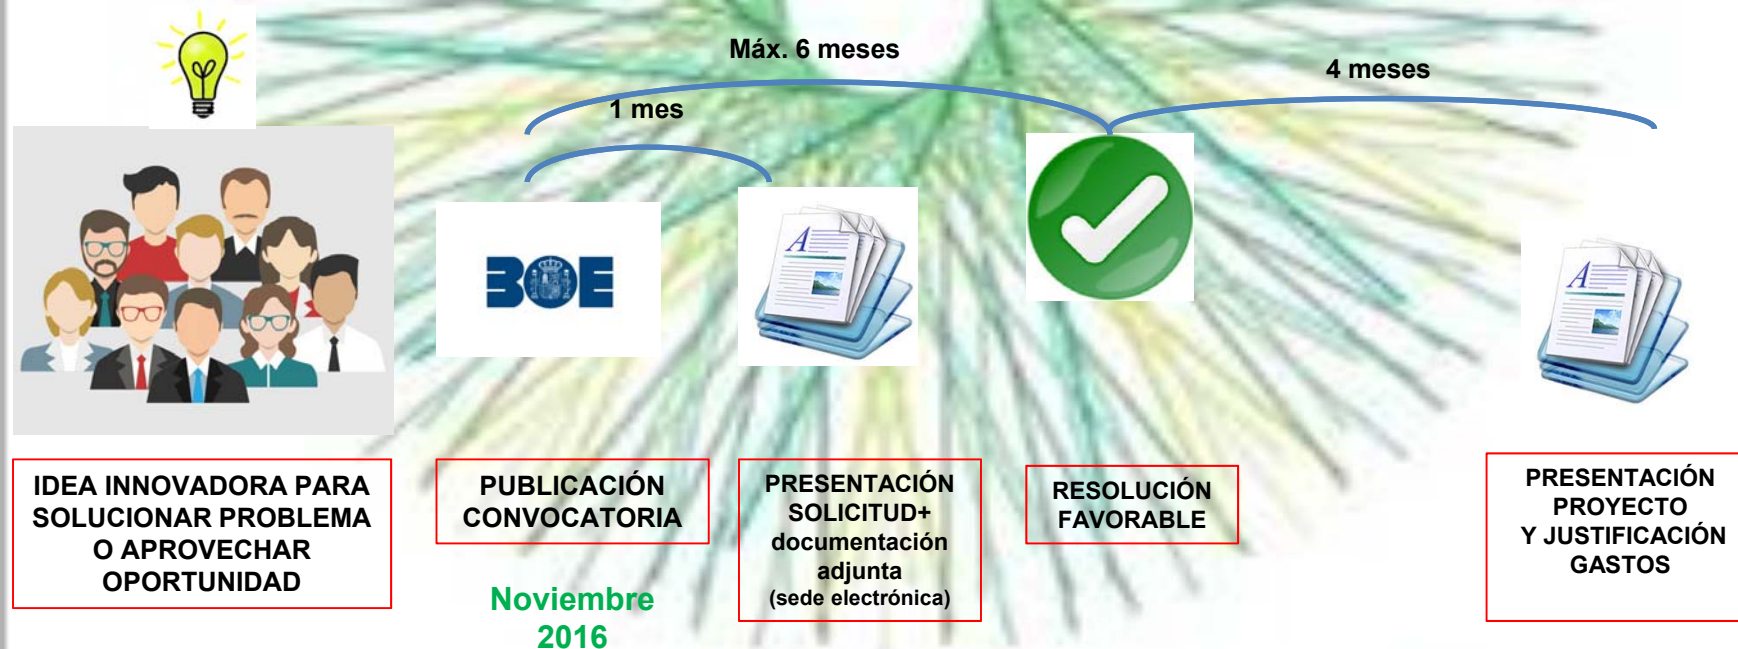 Máx. 6 meses
4 meses
1 mes
BOE
A
A
IDEA INNOVADORA PARA
SOLUCIONAR PROBLEMA
O APROVECHAR
OPORTUNIDAD
PUBLICACIÓN
CONVOCATORIA
Noviembre
2016
PRESENTACIÓN
SOLICITUD+
documentación
adjunta
(sede electrónica)
RESOLUCIÓN
FAVORABLE
PRESENTACIÓN
PROYECTO
Y JUSTIFICACIÓN
GASTOS